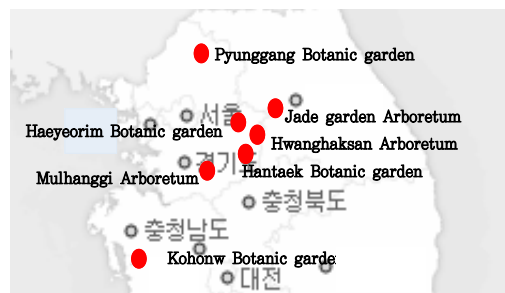 Pyunggang Botanic garden
서울
Jade garden Arboretum
Haeyeorim Botanic garden
Hwanghaksan Arboretum
경기도
Hantaek Botanic garden
Mulhanggi Arboretum
충청북도
충청남도
Kohonw Botanic garde
대전